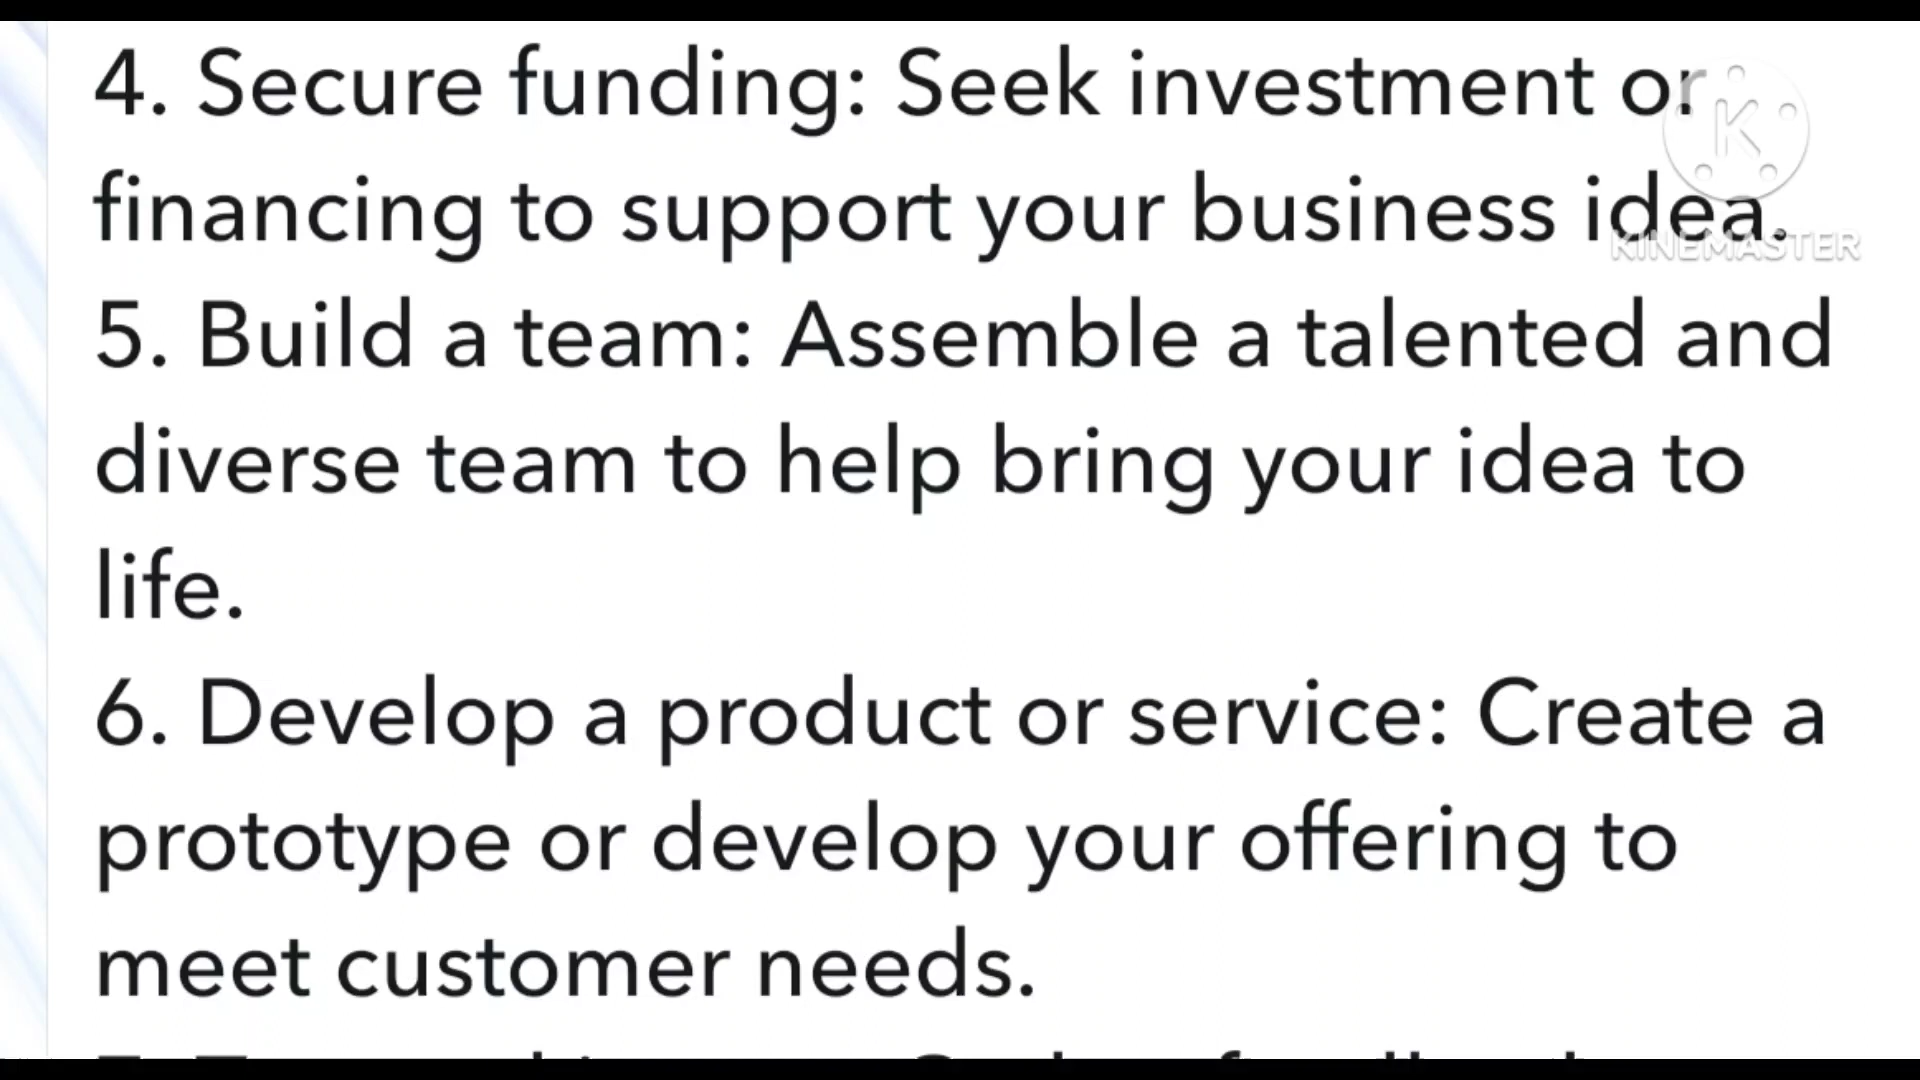 4. Secure funding: Seek investment or
financing to support your business idea.
KINEMASTER
5. Build a team: Assemble a talented and
diverse team to help bring your idea to
life.
6. Develop a product or service: Create a
prototype or develop your offering to
meet customer needs.